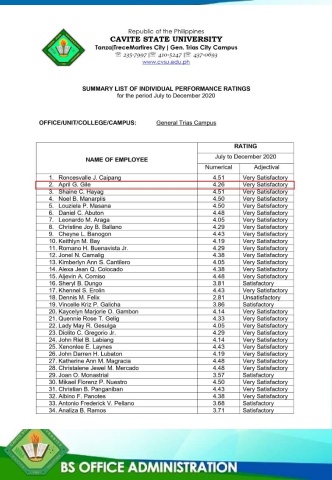 Republic of the Philippines
CAVITE STATE UNIVERSITY
Tanza|TreceMartires City | Gen. Trias City Campus
☏ 235-7997 |☏ 410-5247 |☏ 437-0693
www.cvsu.edu.ph
SUMMARY LIST OF INDIVIDUAL PERFORMANCE RATINGS
for the period July to December 2020
OFFICE/UNIT/COLLEGE/CAMPUS: General Trias Campus
NAME OF EMPLOYEE RATING
July to December 2020
Numerical Adjectival
1. Roncesvalle J. Caipang 4.51 Very Satisfactory
2. April G. Gile 4.26 Very Satisfactory
3. Shaine C. Hayag 4.51 Very Satisfactory
4. Noel B. Manarpiis 4.50 Very Satisfactory
5. Louziela P. Masana 4.50 Very Satisfactory
6. Daniel C. Abuton 4.48 Very Satisfactory
7. Leonardo M. Araga 4.05 Very Satisfactory
8. Christine Joy B. Ballano 4.29 Very Satisfactory
9. Cheyne L. Banogon 4.43 Very Satisfactory
10. Keithlyn M. Bay 4.19 Very Satisfactory
11. Romano H. Buenavista Jr. 4.29 Very Satisfactory
12. Jonel N. Camalig 4.38 Very Satisfactory
13. Kimberlyn Ann S. Cantillero 4.05 Very Satisfactory
14. Alexa Jean Q. Colocado 4.38 Very Satisfactory
15. Aljevin A. Comiso 4.48 Very Satisfactory
16. Sheryl B. Dungo 3.81 Satisfactory
17. Khennel S. Erolin 4.43 Very Satisfactory
18. Dennis M. Felix 2.81 Unsatisfactory
19. Vincelle Kriz P. Galicha 3.86 Satisfactory
20. Kaycelyn Marjorie O. Gambon 4.14 Very Satisfactory
21. Quennie Rose T. Gelig 4.33 Very Satisfactory
22. Lady May R. Gesulga 4.05 Very Satisfactory
23. Diolito C. Gregorio Jr. 4.29 Very Satisfactory
24. John Riel B. Labiang 4.14 Very Satisfactory
25. Xenonlee E. Laynes 4.43 Very Satisfactory
26. John Darren H. Lubaton 4.19 Very Satisfactory
27. Katherine Ann M. Magracia 4.48 Very Satisfactory
28. Christalene Jewel M. Mercado 4.48 Very Satisfactory
29. Joan O. Monastrial 3.57 Satisfactory
30. Mikael Florenz P. Nuestro 4.50 Very Satisfactory
31. Christian B. Panganiban 4.43 Very Satisfactory
32. Albino F. Panotes 4.38 Very Satisfactory
33. Antonio Frederick V. Pellano 3.68 Satisfactory
34. Analiza B. Ramos 3.71 Satisfactory
BS OFFICE ADMINISTRATION